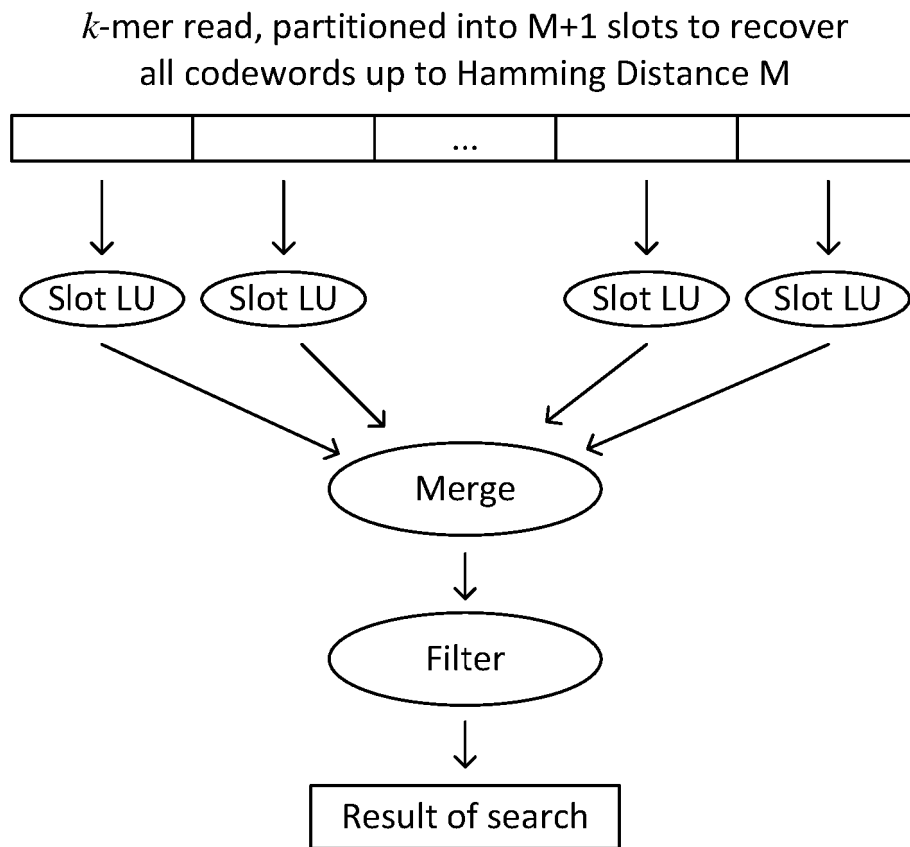 k-mer read, partitioned into M+1 slots to recover
all codewords up to Hamming Distance M
...
Slot LU Slot LU Slot LU Slot LU
Merge
Filter
Result of search